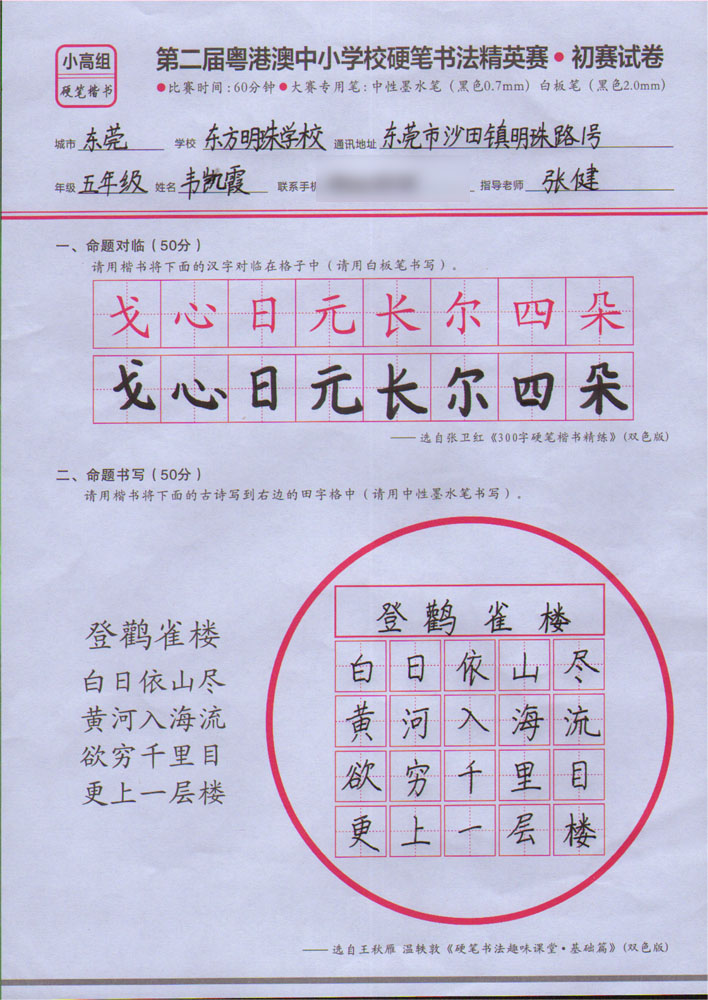 小高组
硬笔楷书
第二届粤港澳中小学校硬笔书法精英赛•初赛试卷
●比赛时间:60分钟●大赛专用笔:中性墨水笔（黑色0.7mm）白板笔（黑色2.0mm）
城市 东莞 学校 东方明珠学校 通讯地址 东莞市沙田镇明珠路1号
年级 五年级 姓名 韦凯霞 联系手机 指导老师 张健
一、命题对临（50分）
请用楷书将下面的汉字对临在格子中（请用白板笔书写）。
戈心日元长尔四朵
戈心日元长尔四朵
—— 选自张卫红《300字硬笔楷书精练》(双色版)
二、命题书写（50分）
请用楷书将下面的古诗写到右边的田字格中（请用中性墨水笔书写）。
登鹳雀楼
白日依山尽
黄河入海流
欲穷千里目
更上一层楼
登鹳雀楼
白日依山尽
黄河入海流
欲穷千里目
更上一层楼
—— 选自王秋雁 温轶敦《硬笔书法趣味课堂·基础篇》(双色版)